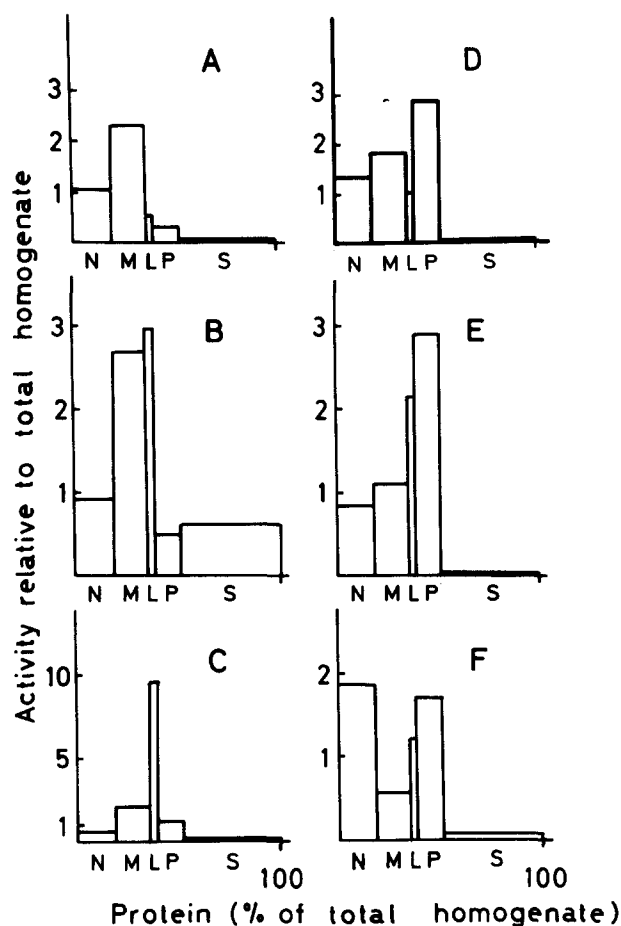 Activity relative to total homogenate
A
3
2
1
N M L P S
D
3
2
1
N M L P S
B
3
2
1
N M L P S
E
3
2
1
N M L P S
C
10
5
1
N M L P S
100
F
2
1
N M L P S
100
Protein (% of total homogenate)